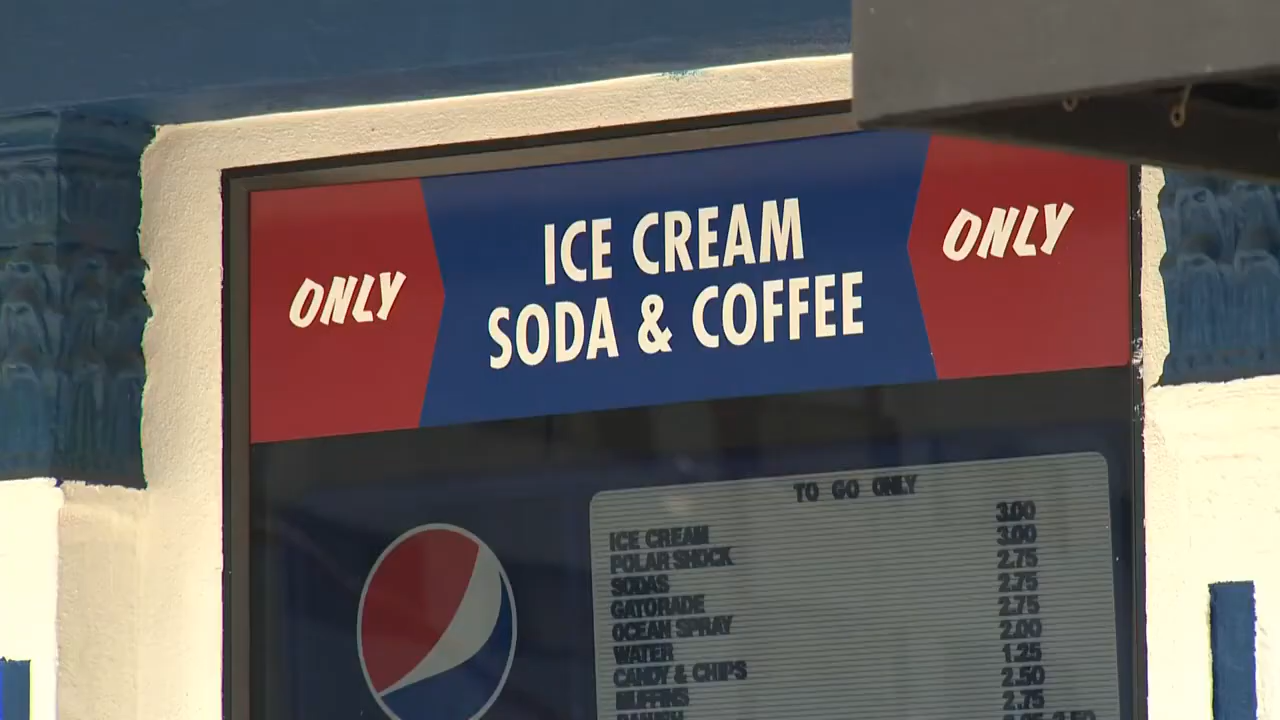 ONLY
ICE CREAM
SODA & COFFEE
ONLY
TO GO ONLY
ICE CREAM 3.00
POLAR SHOCK 3.00
SODAS 2.75
GATORADE 2.75
OCEAN SPRAY 2.75
WATER 2.00
CANDY & CHIPS 1.25
MUFFINS 2.50
2.75